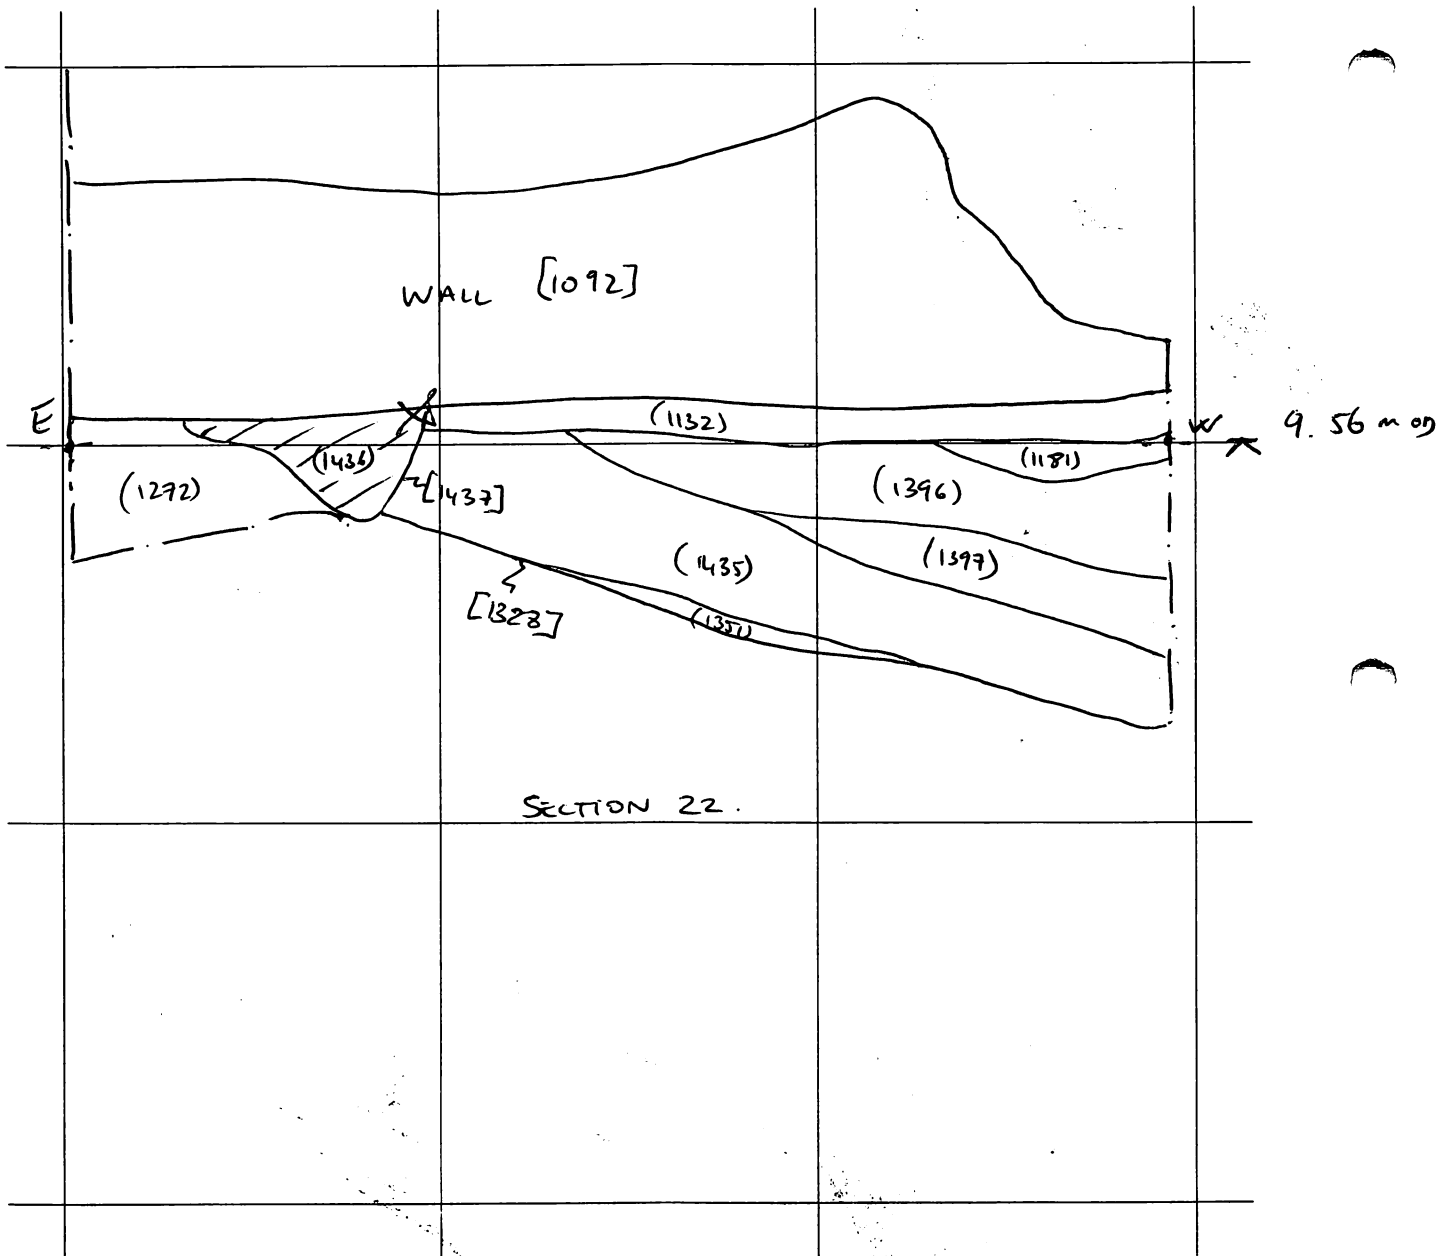 WALL [1092]
E
(1132)
W
9.56 m OD
(1436)
(1181)
(1272)
[1437]
(1396)
(1435)
(1397)
[1328]
(1351)
SECTION 22.